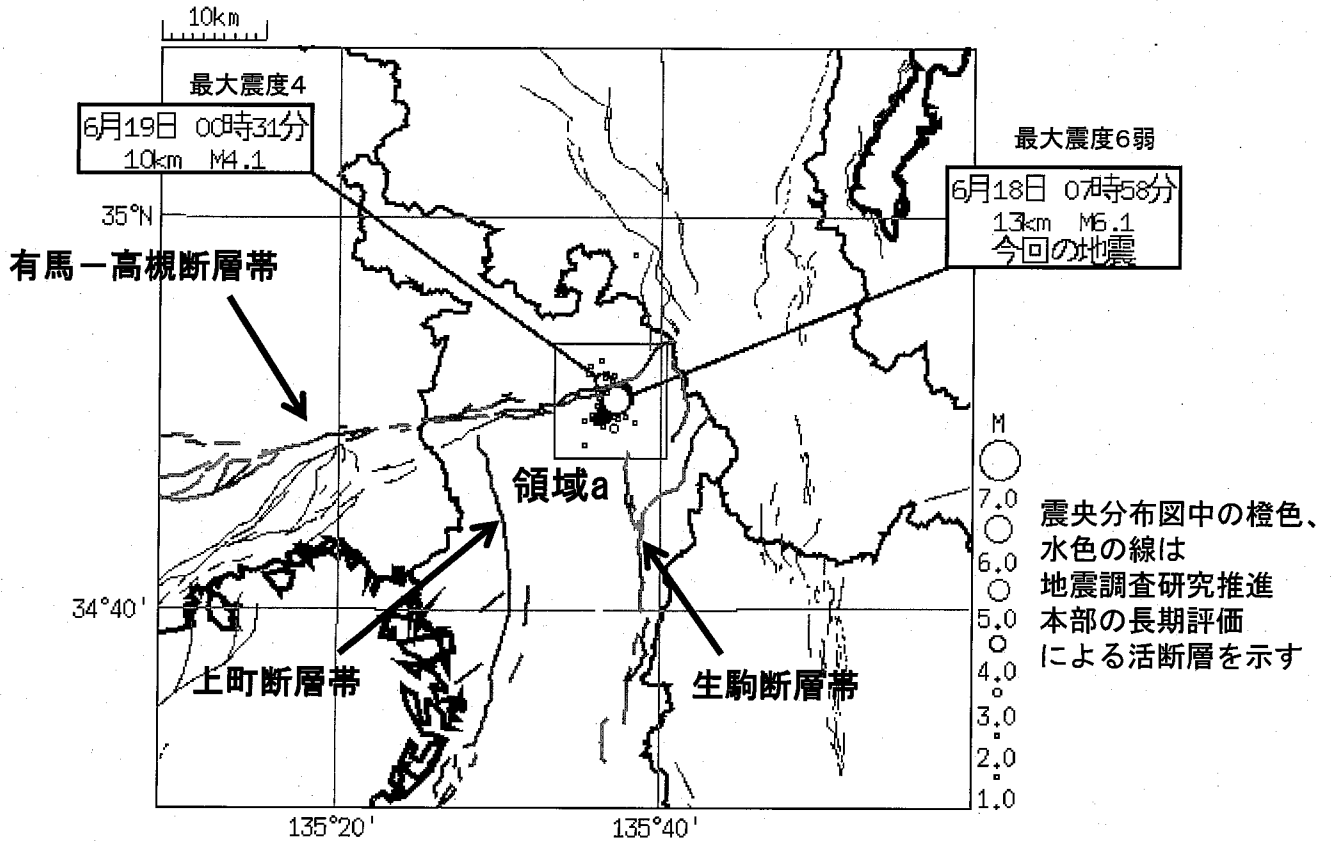 10km
最大震度4
6月19日 00時31分
10km M4.1
最大震度6弱
6月18日 07時58分
13km M6.1
今回の地震
35°N
有馬－高槻断層帯
領域a
M
7.0
6.0
5.0
4.0
3.0
2.0
1.0
震央分布図中の橙色、
水色の線は
地震調査研究推進
本部の長期評価
による活断層を示す
34°40'
上町断層帯
生駒断層帯
135°20'
135°40'